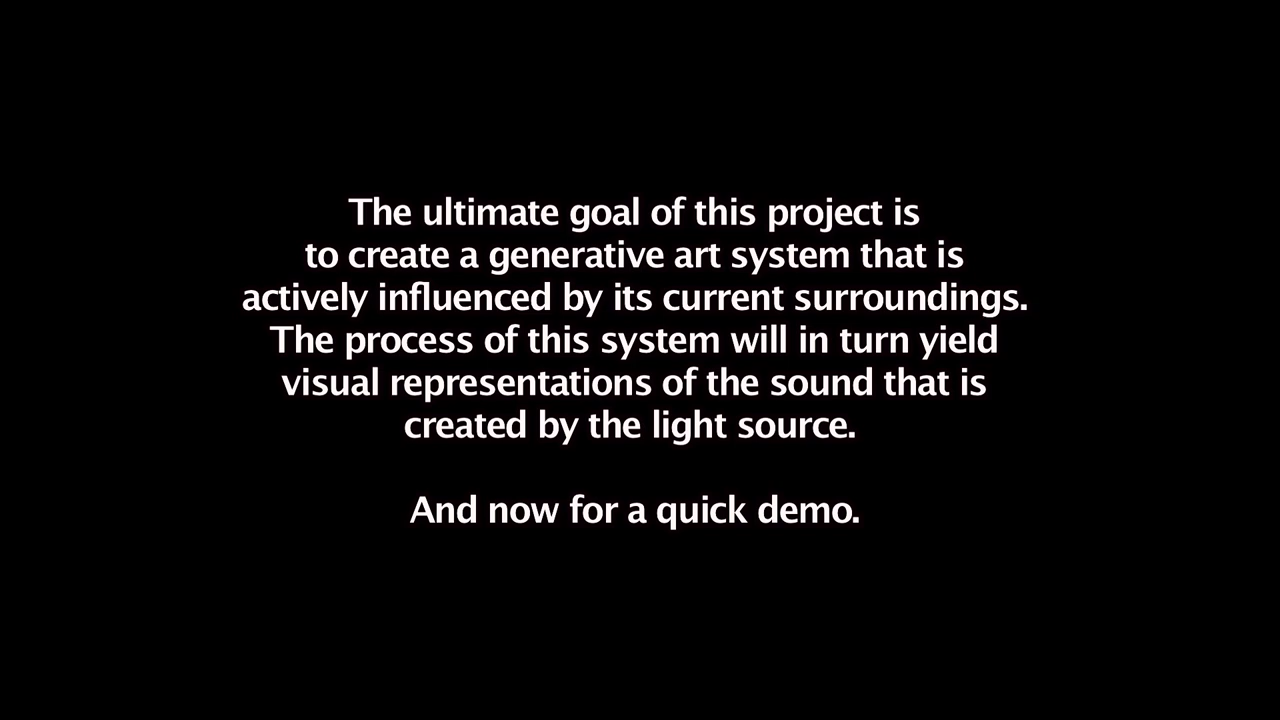 The ultimate goal of this project is
to create a generative art system that is
actively influenced by its current surroundings.
The process of this system will in turn yield
visual representations of the sound that is
created by the light source.
And now for a quick demo.